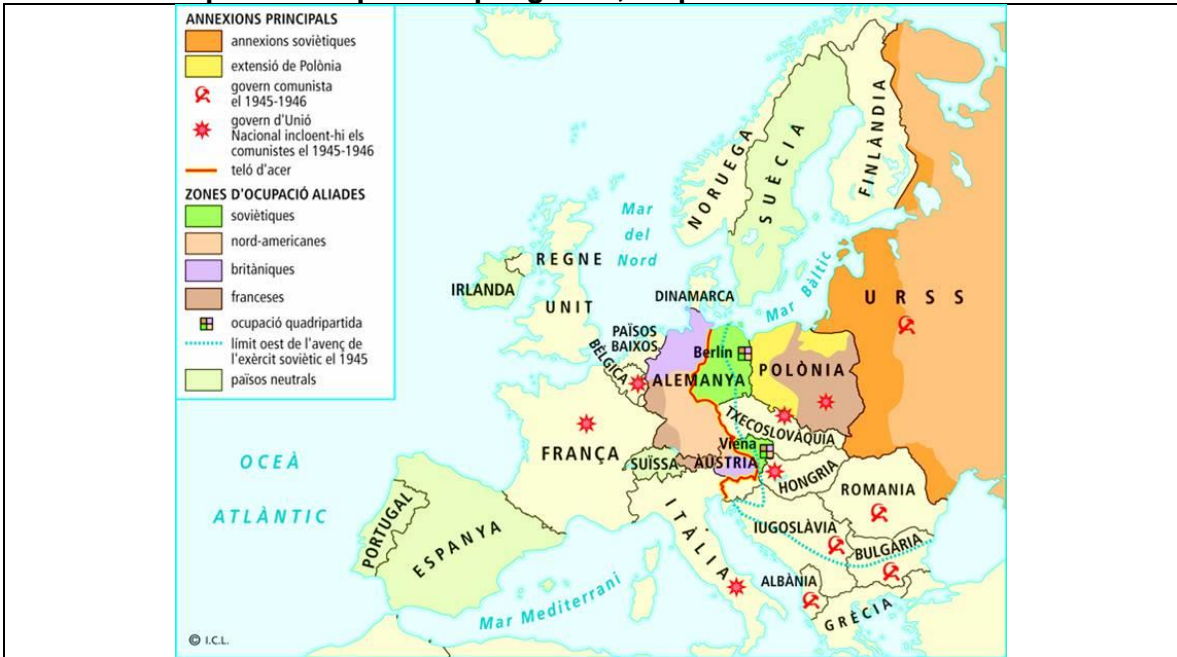 ANNEXIONS PRINCIPALS
annexions soviètiques
extensió de Polònia
govern comunista
el 1945-1946
govern d'Unió
Nacional incloent-hi els
comunistes el 1945-1946
teló d'acer
ZONES D'OCUPACIÓ ALIADES
soviètiques
nord-americanes
britàniques
franceses
ocupació quadripartida
límit oest de l'avenç de
l'exèrcit soviètic el 1945
països neutrals
NORUEGA
SUÈCIA
FINLÀNDIA
Mar
del
Nord
REGNE
UNIT
IRLANDA
DINAMARCA
Mar Bàltic
URSS
PAÏSOS
BAIXOS
BÈLGICA
Berlín
ALEMANYA
POLÒNIA
TXECOSLOVÀQUIA
Viena
FRANÇA
SUÏSSA
ÀUSTRIA
HONGRIA
ROMANIA
OCEÀ
ATLÀNTIC
PORTUGAL
ESPANYA
ITÀLIA
IUGOSLÀVIA
BULGÀRIA
ALBÀNIA
GRÈCIA
Mar Mediterrani
© I.C.L.